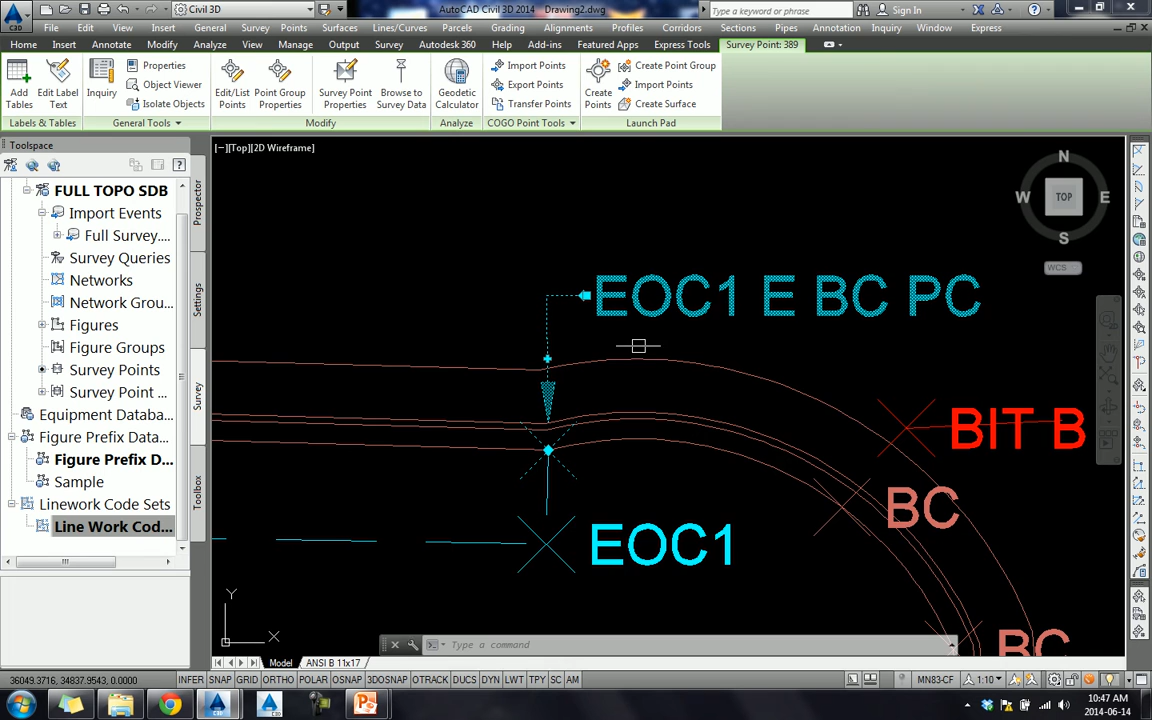 Civil 3D
AutoCAD Civil 3D 2014 Drawing2.dwg
Type a keyword or phrase
Sign In
File Edit View Insert General Survey Points Surfaces Lines/Curves Parcels Grading Alignments Profiles Corridors Sections Pipes Annotation Inquiry Window Express
Home Insert Annotate Modify Analyze View Manage Output Survey Autodesk 360 Help Add-ins Featured Apps Express Tools Survey Point: 389
Add Tables
Edit Label Text
Inquiry
Properties
Object Viewer
Isolate Objects
Edit/List Points
Point Group Properties
Survey Point Properties
Browse to Survey Data
Geodetic Calculator
Import Points
Export Points
Transfer Points
Create Points
Create Point Group
Import Points
Create Surface
Labels & Tables General Tools Modify Analyze COGO Point Tools Launch Pad
Toolspace
FULL TOPO SDB
Import Events
Full Survey....
Survey Queries
Networks
Network Grou...
Figures
Figure Groups
Survey Points
Survey Point ...
Equipment Databa...
Figure Prefix Data...
Figure Prefix D...
Sample
Linework Code Sets
Line Work Cod...
Prospector
Settings
Survey
Toolbox
[−][Top][2D Wireframe]
N
W TOP E
S
WCS
EOC1 E BC PC
BIT B
BC
EOC1
BC
Y
X
Type a command
Model ANSI B 11x17
36049.3716, 34837.9543, 0.0000
INFER SNAP GRID ORTHO POLAR OSNAP 3DOSNAP OTRACK DUCS DYN LWT TPY SC AM
MN83-CF 1:10
10:47 AM
2014-06-14